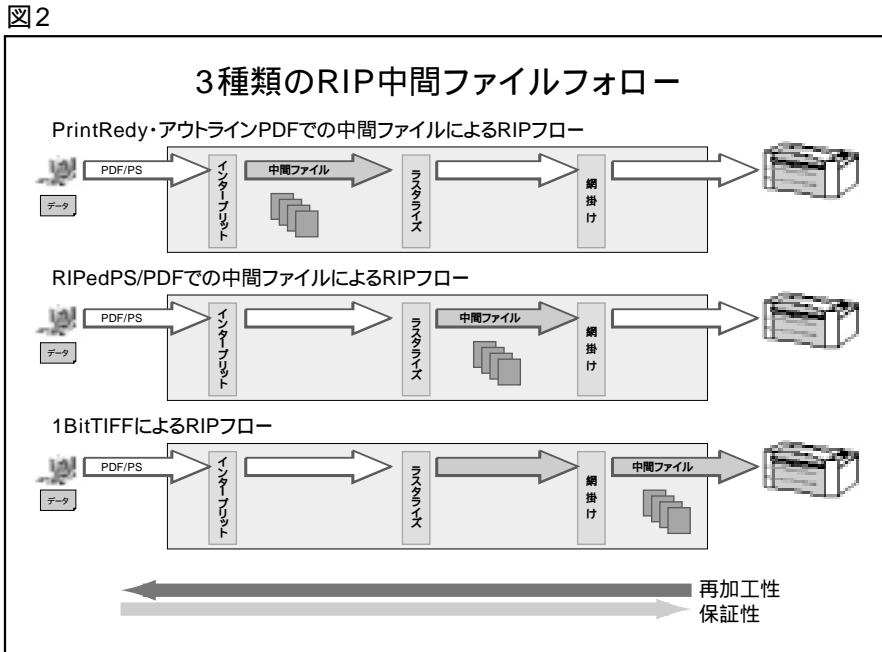 図2
3種類のRIP中間ファイルフォロー
PrintRedy・アウトラインPDFでの中間ファイルによるRIPフロー
PDF/PS
データ
インタープリット
中間ファイル
ラスタライズ
網掛け
RIPedPS/PDFでの中間ファイルによるRIPフロー
PDF/PS
データ
インタープリット
ラスタライズ
中間ファイル
網掛け
1BitTIFFによるRIPフロー
PDF/PS
データ
インタープリット
ラスタライズ
網掛け
中間ファイル
再加工性
保証性